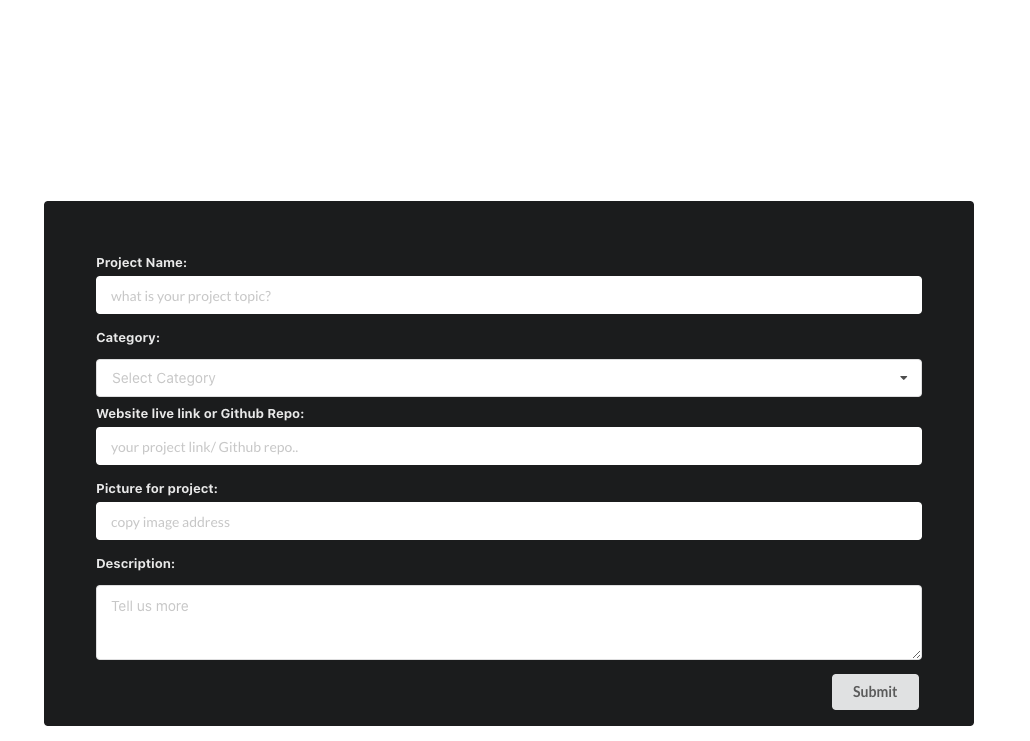 Project Name:
what is your project topic?
Category:
Select Category
Website live link or Github Repo:
your project link/ Github repo..
Picture for project:
copy image address
Description:
Tell us more
Submit